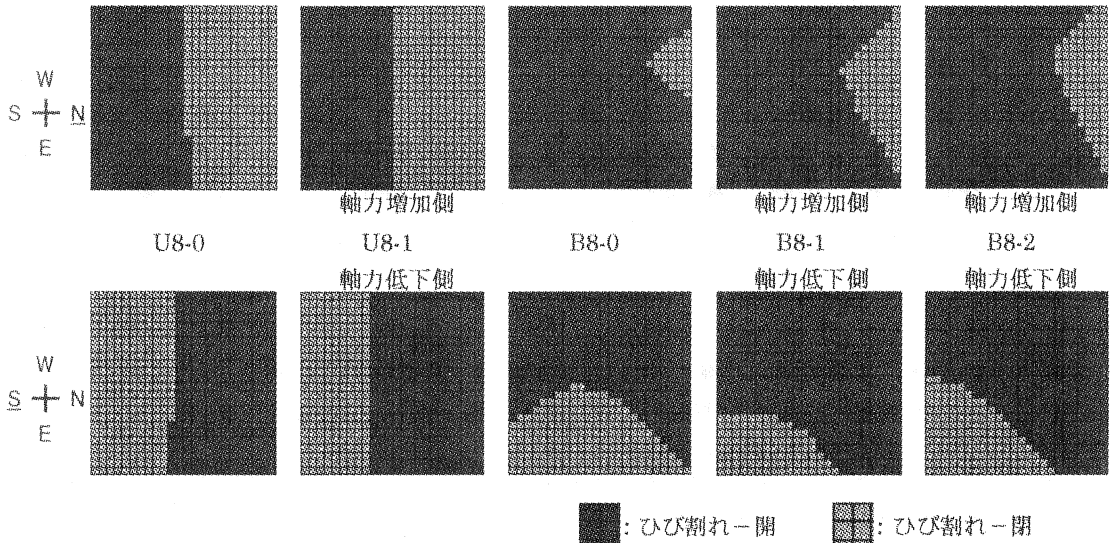 W
S N
E
軸力増加側 軸力増加側 軸力増加側
U8-0 U8-1 B8-0 B8-1 B8-2
軸力低下側 軸力低下側 軸力低下側
W
S N
E
: ひび割れ－開 : ひび割れ－閉